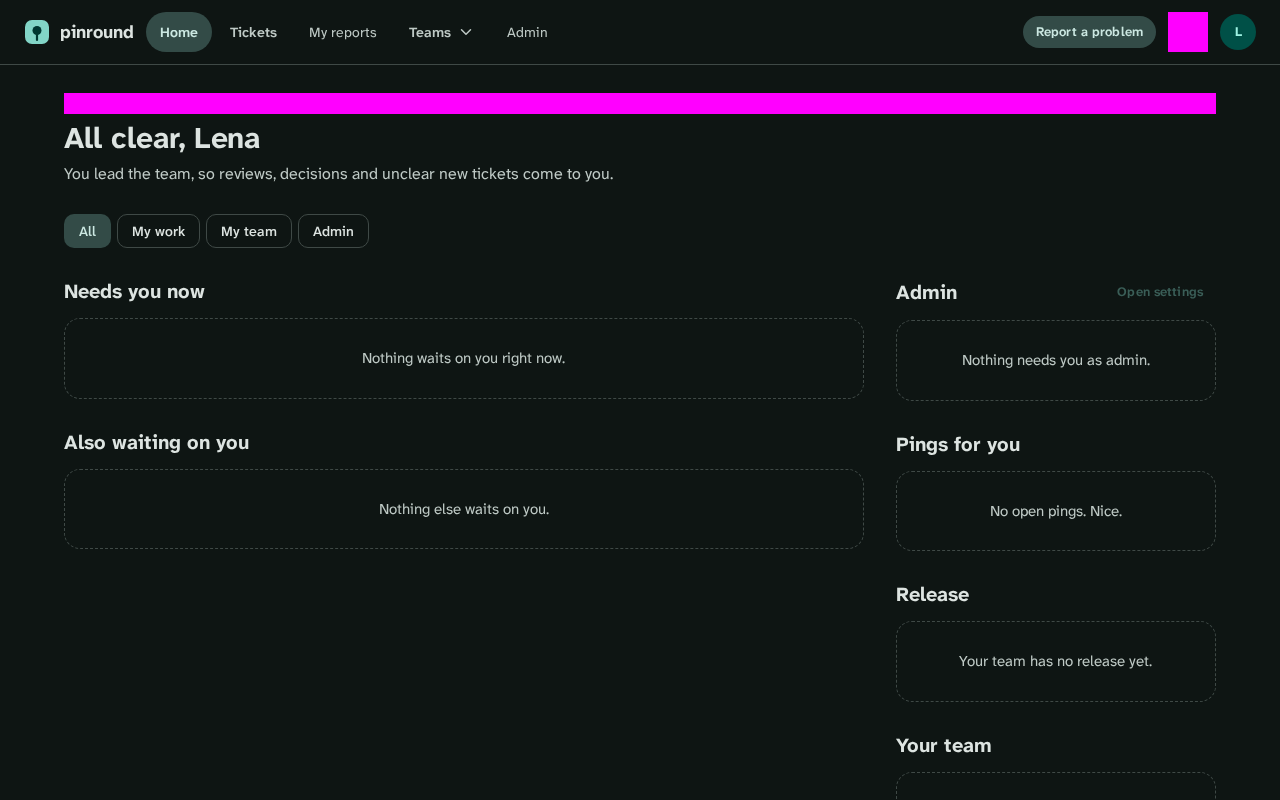 pinround
Home
Tickets
My reports
Teams
Admin
Report a problem
L
All clear, Lena
You lead the team, so reviews, decisions and unclear new tickets come to you.
All
My work
My team
Admin
Needs you now
Nothing waits on you right now.
Also waiting on you
Nothing else waits on you.
Admin
Open settings
Nothing needs you as admin.
Pings for you
No open pings. Nice.
Release
Your team has no release yet.
Your team